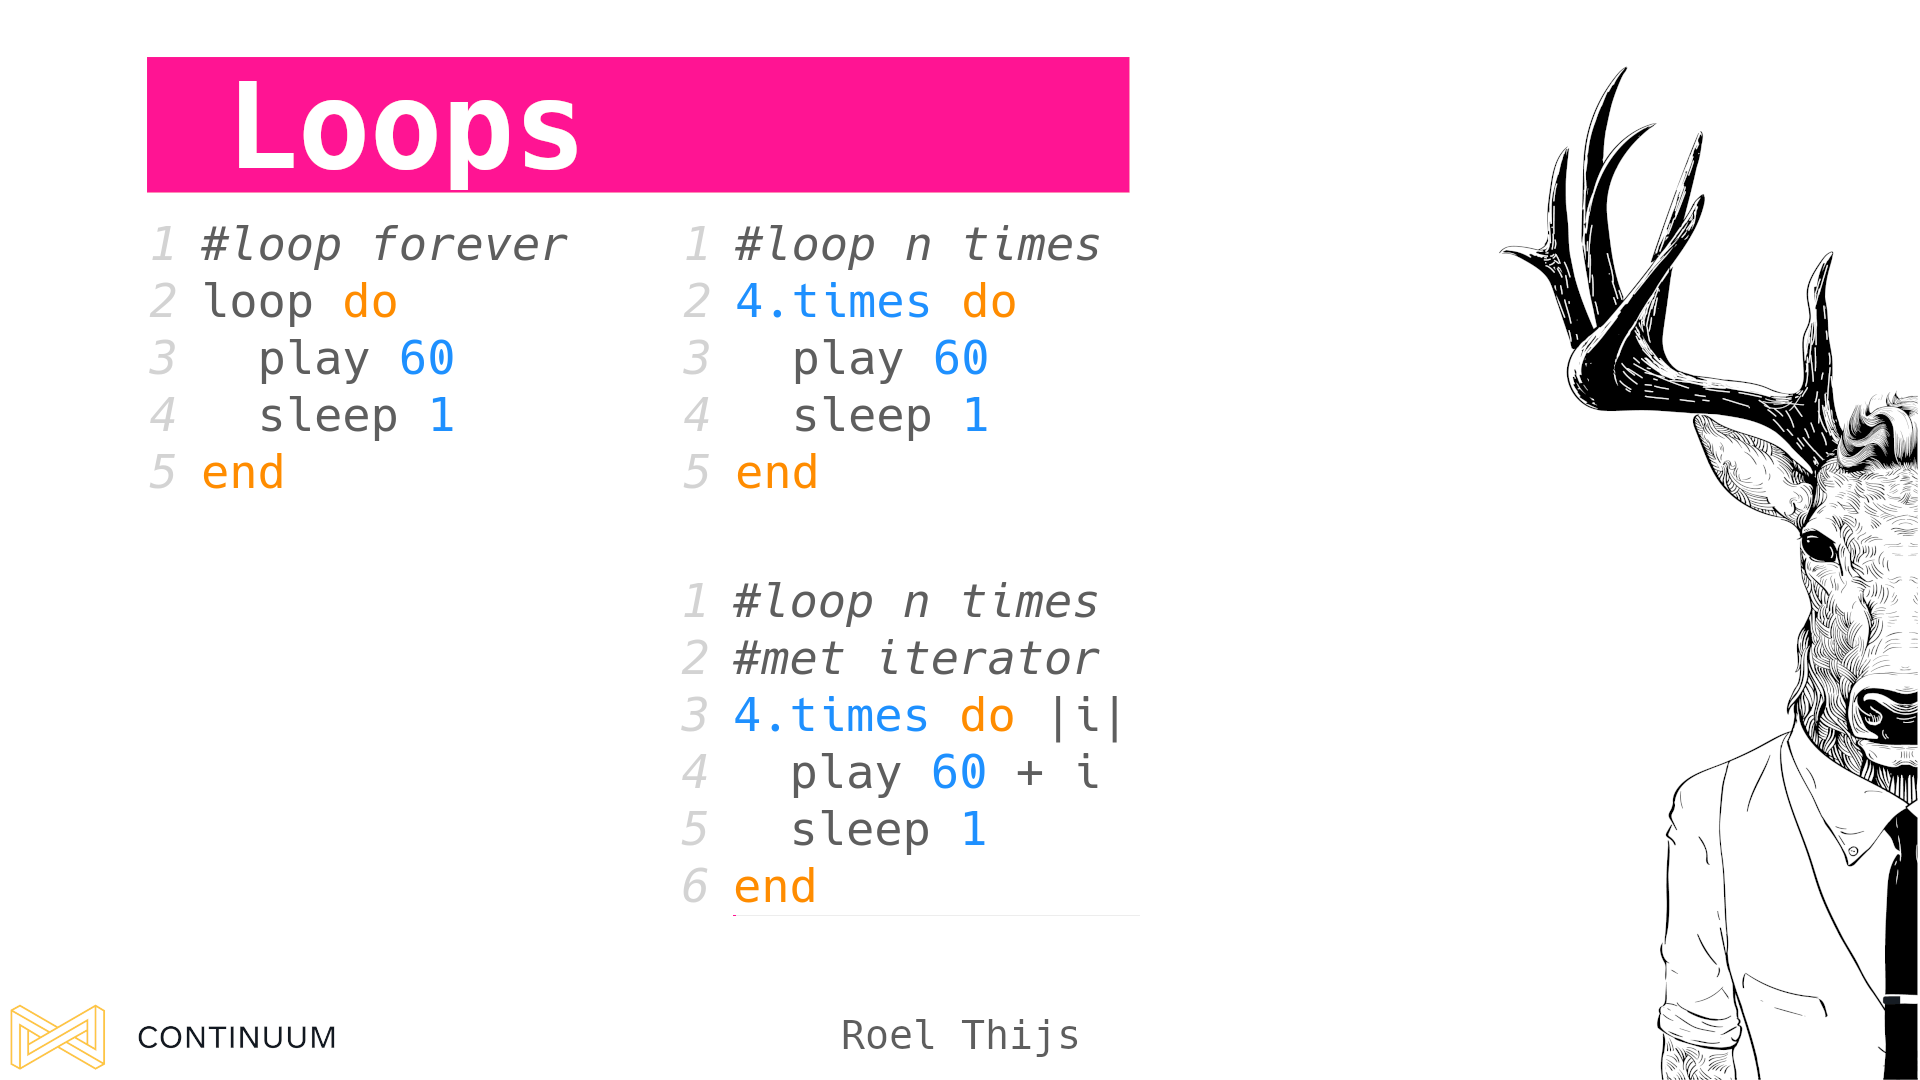 Loops
1 #loop forever
2 loop do
3   play 60
4   sleep 1
5 end
1 #loop n times
2 4.times do
3   play 60
4   sleep 1
5 end
1 #loop n times
2 #met iterator
3 4.times do |i|
4   play 60 + i
5   sleep 1
6 end
CONTINUUM
Roel Thijs